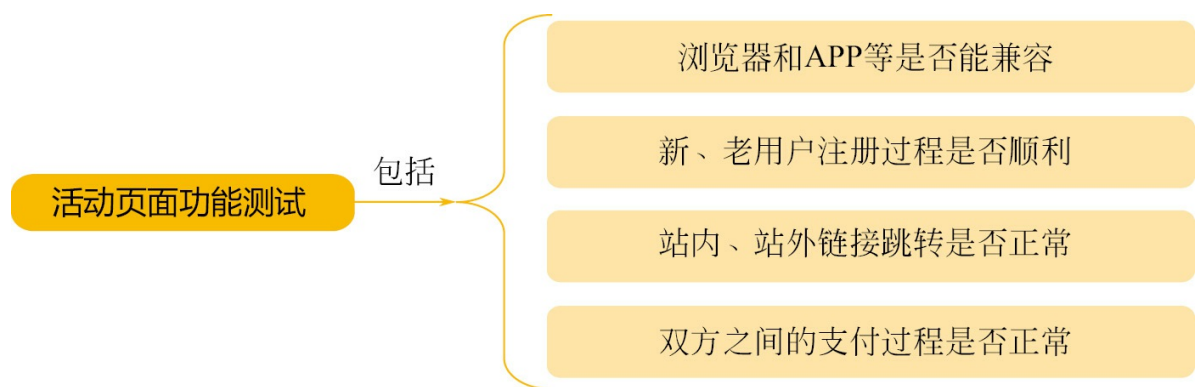 活动页面功能测试
包括
浏览器和APP等是否能兼容
新、老用户注册过程是否顺利
站内、站外链接跳转是否正常
双方之间的支付过程是否正常